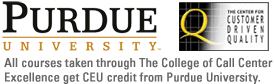 PURDUE
UNIVERSITY.
THE CENTER FOR
CUSTOMER
DRIVEN
QUALITY
All courses taken through The College of Call Center
Excellence get CEU credit from Purdue University.